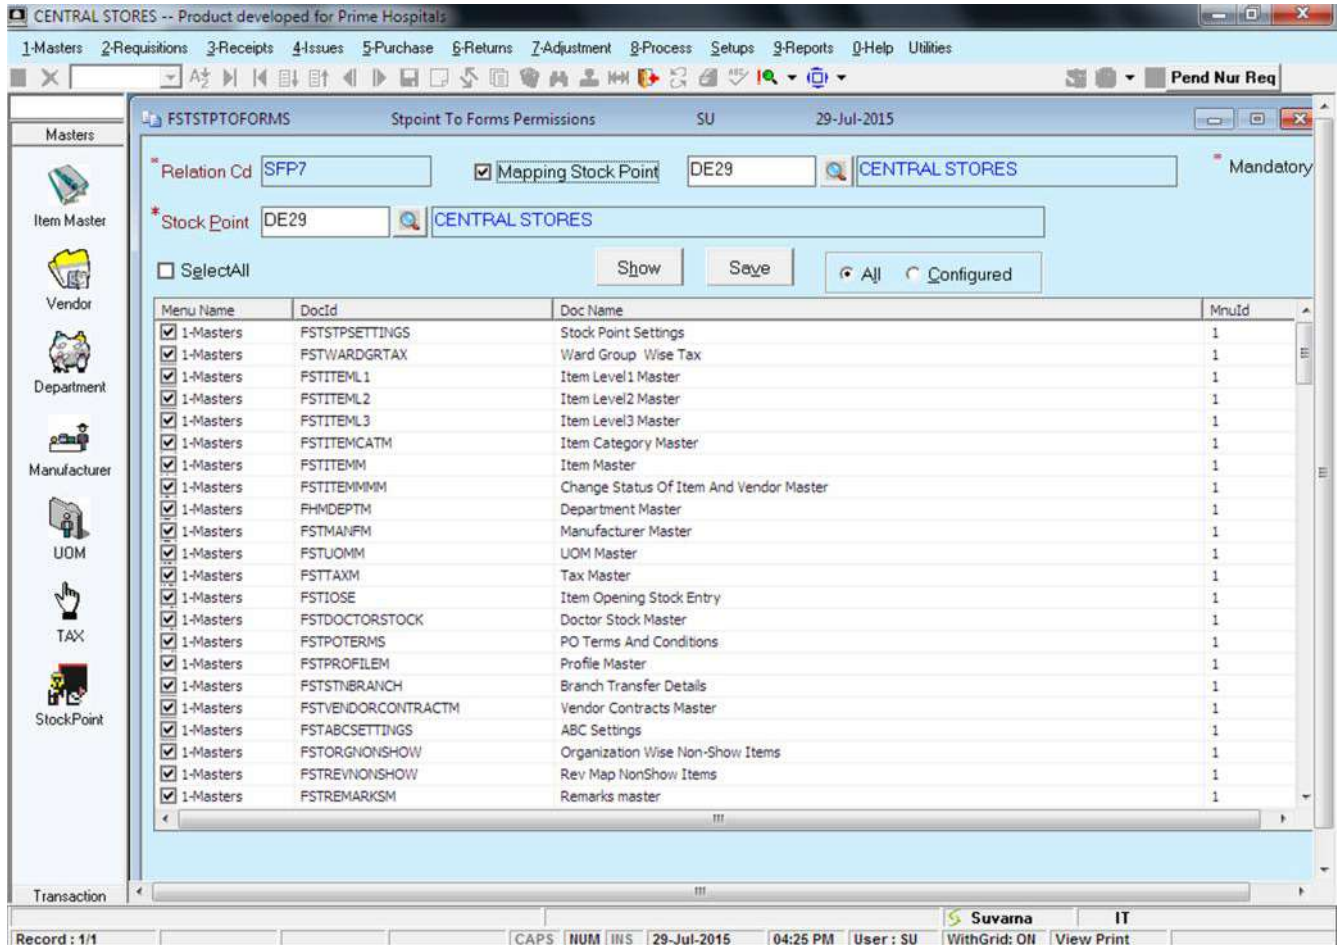 CENTRAL STORES -- Product developed for Prime Hospitals
1-Masters 2-Requisitions 3-Receipts 4-Issues 5-Purchase 6-Returns 7-Adjustment 8-Process Setups 9-Reports 0-Help Utilities
Pend Nur Req
Masters
Item Master
Vendor
Department
Manufacturer
UOM
TAX
StockPoint
Transaction
FSTSTPTOFORMS Stpoint To Forms Permissions SU 29-Jul-2015
*Relation Cd SFP7 Mapping Stock Point DE29 CENTRAL STORES * Mandatory
*Stock Point DE29 CENTRAL STORES
SelectAll Show Save All Configured
Menu Name DocId Doc Name MnuId
1-Masters FSTSTPSETTINGS Stock Point Settings 1
1-Masters FSTWARDGRTAX Ward Group Wise Tax 1
1-Masters FSTITEML1 Item Level1 Master 1
1-Masters FSTITEML2 Item Level2 Master 1
1-Masters FSTITEML3 Item Level3 Master 1
1-Masters FSTITEMCATM Item Category Master 1
1-Masters FSTITEMM Item Master 1
1-Masters FSTITEMMMM Change Status Of Item And Vendor Master 1
1-Masters FHMDEPTM Department Master 1
1-Masters FSTMANFM Manufacturer Master 1
1-Masters FSTUOMM UOM Master 1
1-Masters FSTTAXM Tax Master 1
1-Masters FSTIOSE Item Opening Stock Entry 1
1-Masters FSTDOCTORSTOCK Doctor Stock Master 1
1-Masters FSTPOTERMS PO Terms And Conditions 1
1-Masters FSTPROFILEM Profile Master 1
1-Masters FSTSTNBRANCH Branch Transfer Details 1
1-Masters FSTVENDORCONTRACTM Vendor Contracts Master 1
1-Masters FSTABCSETTINGS ABC Settings 1
1-Masters FSTORGNONSHOW Organization Wise Non-Show Items 1
1-Masters FSTREVNONSHOW Rev Map NonShow Items 1
1-Masters FSTREMARKSM Remarks master 1
Suvarna IT
Record : 1/1 CAPS NUM INS 29-Jul-2015 04:25 PM User : SU WithGrid: ON View Print